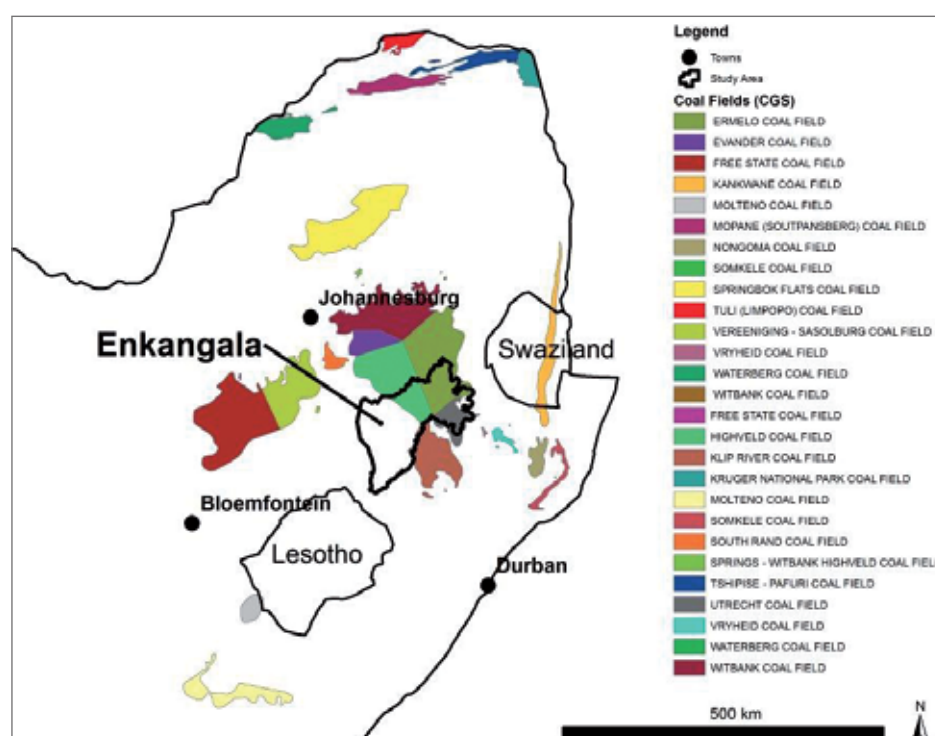 Legend
Towns
Study Area
Coal Fields (CGS)
ERMELO COAL FIELD
EVANDER COAL FIELD
FREE STATE COAL FIELD
KANKWANE COAL FIELD
MOLTENO COAL FIELD
MOPANE (SOUTPANSBERG) COAL FIELD
NONGOMA COAL FIELD
SOMKELE COAL FIELD
SPRINGBOK FLATS COAL FIELD
TULI (LIMPOPO) COAL FIELD
VEREENIGING - SASOLBURG COAL FIELD
VRYHEID COAL FIELD
WATERBERG COAL FIELD
WITBANK COAL FIELD
FREE STATE COAL FIELD
HIGHVELD COAL FIELD
KLIP RIVER COAL FIELD
KRUGER NATIONAL PARK COAL FIELD
MOLTENO COAL FIELD
SOMKELE COAL FIELD
SOUTH RAND COAL FIELD
SPRINGS - WITBANK HIGHVELD COAL FIEL
TSHIPISE - PAFURI COAL FIELD
UTRECHT COAL FIELD
VRYHEID COAL FIELD
WATERBERG COAL FIELD
WITBANK COAL FIELD
Johannesburg
Enkangala
Swaziland
Bloemfontein
Lesotho
Durban
500 km
N